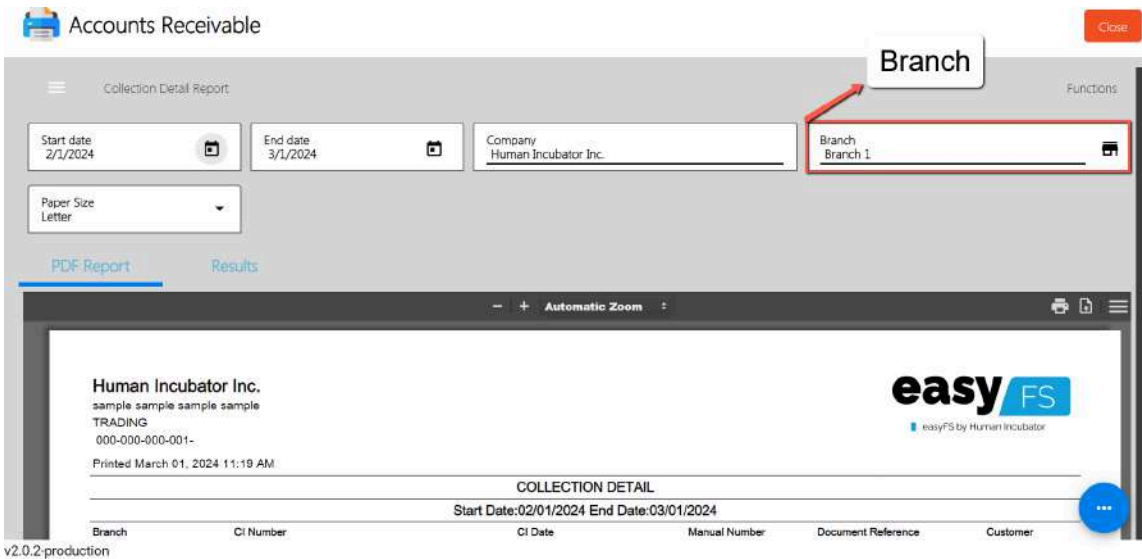 Accounts Receivable
Close
Branch
Collection Detail Report
Functions
Start date
2/1/2024
End date
3/1/2024
Company
Human Incubator Inc.
Branch
Branch 1
Paper Size
Letter
PDF Report
Results
− + Automatic Zoom
Human Incubator Inc.
sample sample sample sample
TRADING
000-000-000-001-
Printed March 01, 2024 11:19 AM
easyFS
easyFS by Human Incubator
COLLECTION DETAIL
Start Date:02/01/2024 End Date:03/01/2024
Branch CI Number CI Date Manual Number Document Reference Customer
v2.0.2-production